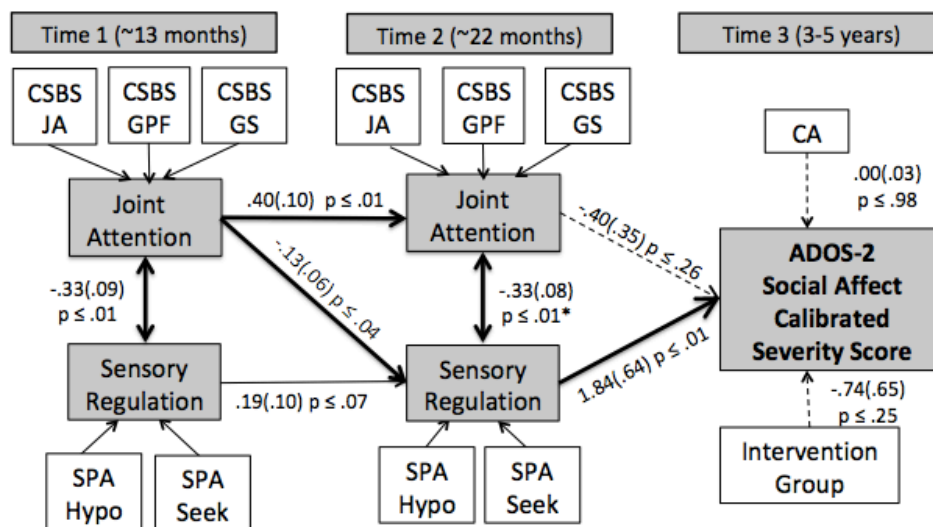 Time 1 (~13 months)
Time 2 (~22 months)
Time 3 (3-5 years)
CSBS
JA
CSBS
GPF
CSBS
GS
CSBS
JA
CSBS
GPF
CSBS
GS
CA
.00(.03)
p ≤ .98
Joint
Attention
.40(.10) p ≤ .01
Joint
Attention
-.40(.35) p ≤ .26
-.13(.06) p ≤ .04
-.33(.09)
p ≤ .01
-.33(.08)
p ≤ .01*
ADOS-2
Social Affect
Calibrated
Severity Score
Sensory
Regulation
.19(.10) p ≤ .07
Sensory
Regulation
1.84(.64) p ≤ .01
-.74(.65)
p ≤ .25
SPA
Hypo
SPA
Seek
SPA
Hypo
SPA
Seek
Intervention
Group